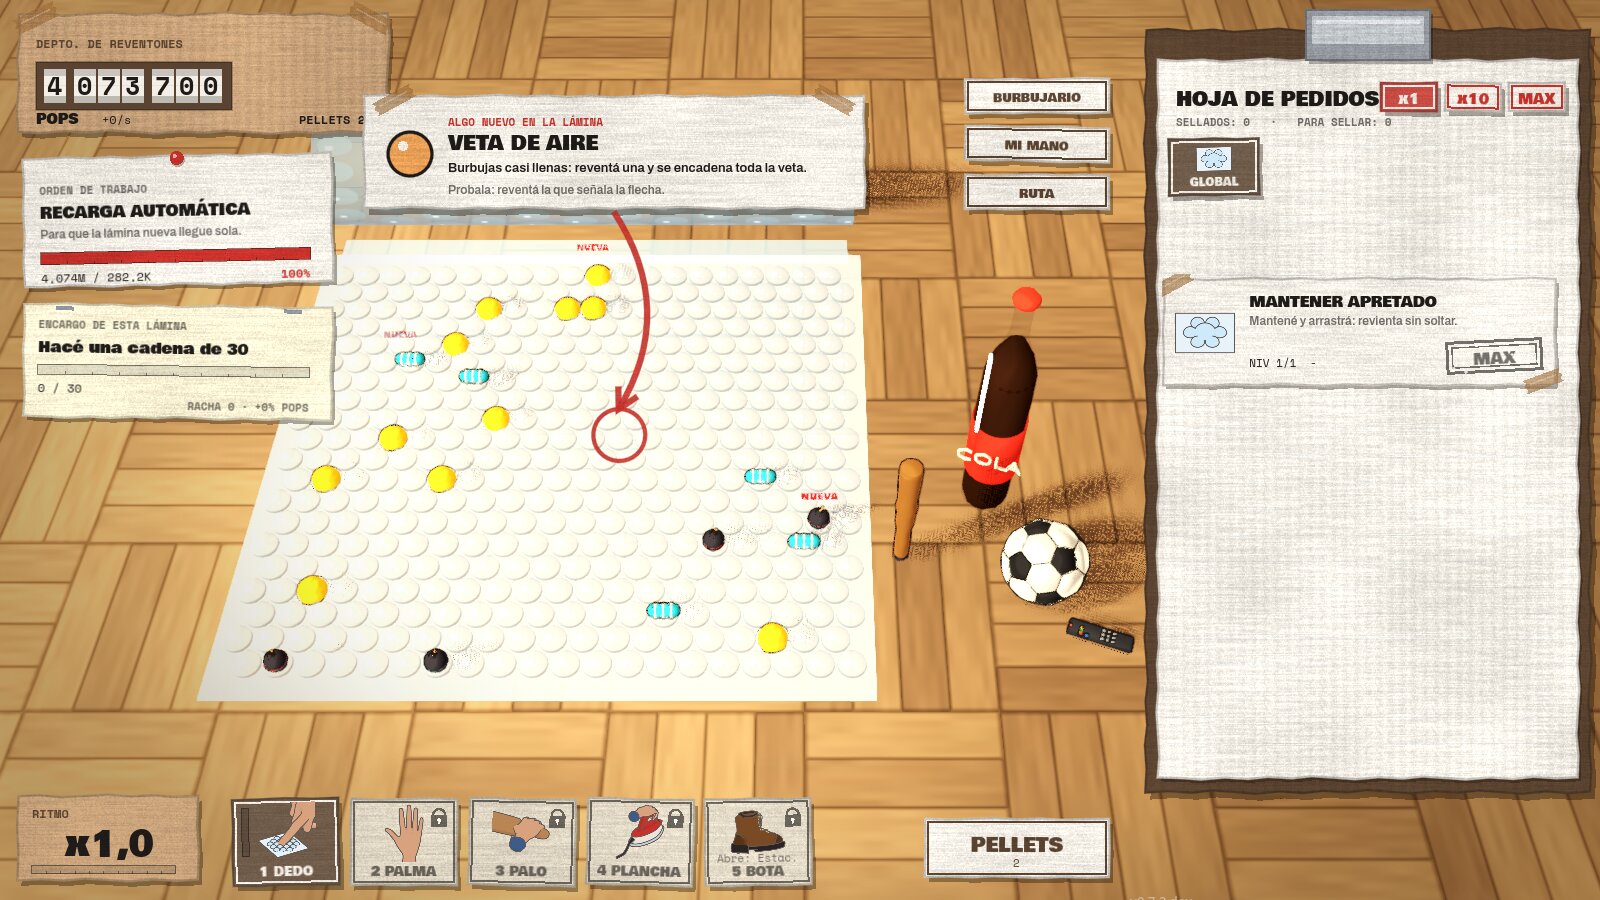 DEPTO. DE REVENTONES
4 073 700
POPS +0/s PELLETS 2
ORDEN DE TRABAJO
RECARGA AUTOMÁTICA
Para que la lámina nueva llegue sola.
4.074M / 282.2K 100%
ENCARGO DE ESTA LÁMINA
Hacé una cadena de 30
0 / 30
RACHA 0 · +0% POPS
ALGO NUEVO EN LA LÁMINA
VETA DE AIRE
Burbujas casi llenas: reventá una y se encadena toda la veta.
Probala: reventá la que señala la flecha.
NUEVA
NUEVA
NUEVA
COLA
BURBUJARIO
MI MANO
RUTA
HOJA DE PEDIDOS x1 x10 MAX
SELLADOS: 0 · PARA SELLAR: 0
GLOBAL
MANTENER APRETADO
Mantené y arrastrá: revienta sin soltar.
NIV 1/1 -
MAX
RITMO
x1,0
1 DEDO
2 PALMA
3 PALO
4 PLANCHA
Abre: Estac.
5 BOTA
PELLETS
2